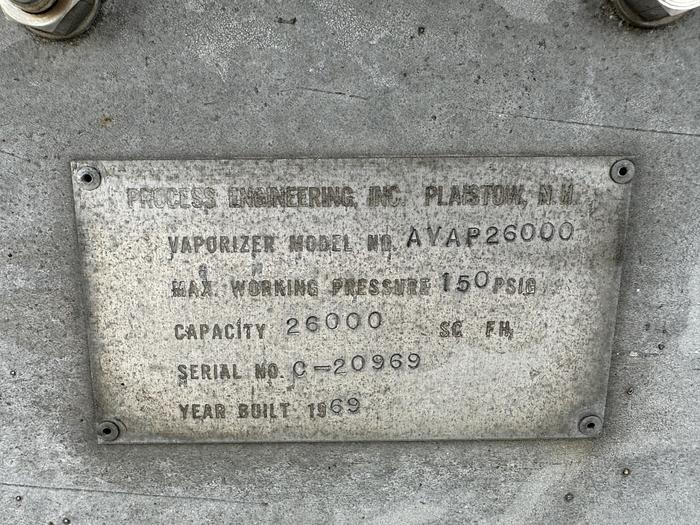 PROCESS ENGINEERING, INC. PLAISTOW, N.H.
VAPORIZER MODEL NO. AVAP26000
MAX. WORKING PRESSURE 150 PSIG
CAPACITY 26000 SC FH
SERIAL NO. C-20969
YEAR BUILT 1969